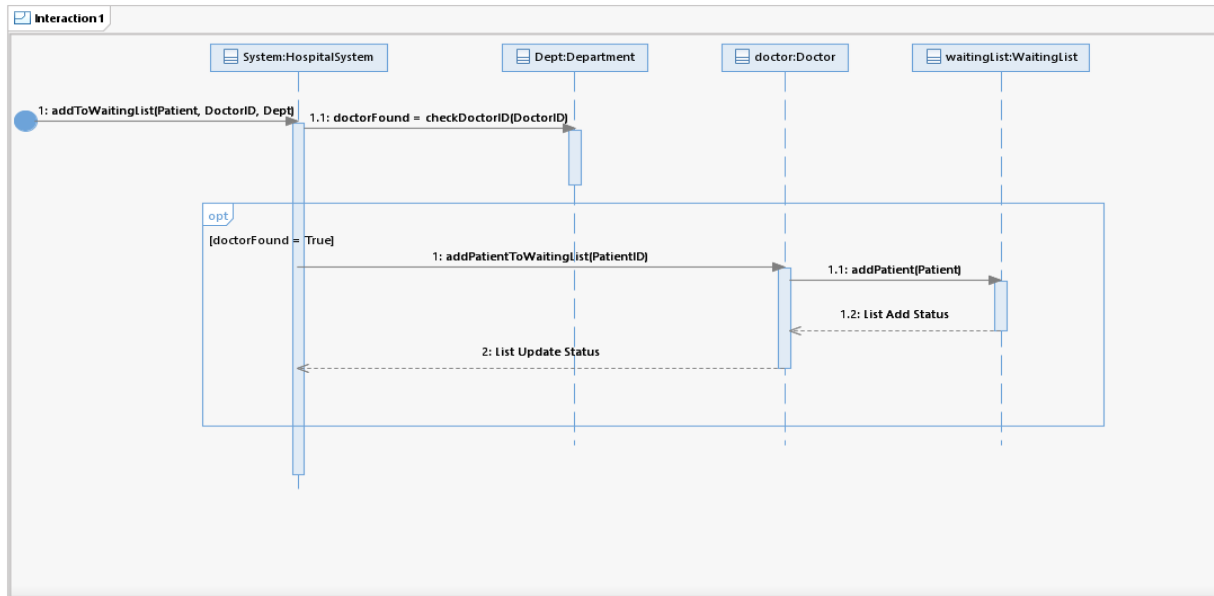 Interaction1
System:HospitalSystem
Dept:Department
doctor:Doctor
waitingList:WaitingList
1: addToWaitingList(Patient, DoctorID, Dept)
1.1: doctorFound = checkDoctorID(DoctorID)
opt
[doctorFound = True]
1: addPatientToWaitingList(PatientID)
1.1: addPatient(Patient)
1.2: List Add Status
2: List Update Status